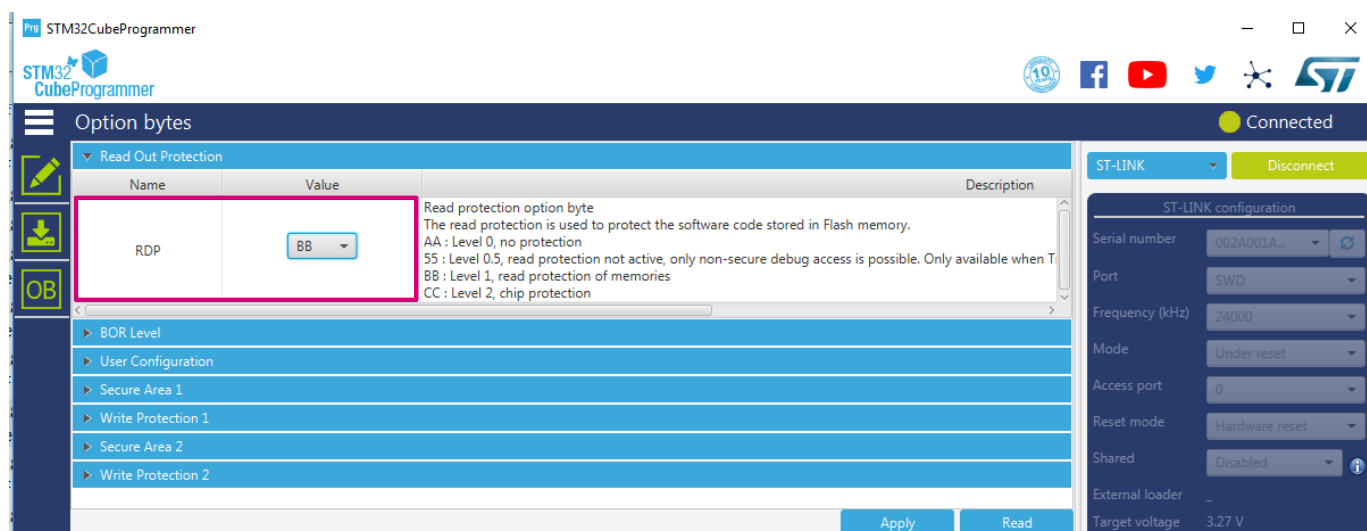 Prg STM32CubeProgrammer
STM32
CubeProgrammer
10 YEARS
f
ST
Option bytes
Connected
Read Out Protection
Name Value Description
RDP
BB
Read protection option byte
The read protection is used to protect the software code stored in Flash memory.
AA : Level 0, no protection
55 : Level 0.5, read protection not active, only non-secure debug access is possible. Only available when
BB : Level 1, read protection of memories
CC : Level 2, chip protection
OB
BOR Level
User Configuration
Secure Area 1
Write Protection 1
Secure Area 2
Write Protection 2
Apply Read
ST-LINK Disconnect
ST-LINK configuration
Serial number 002A001A...
Port SWD
Frequency (kHz) 24000
Mode Under reset
Access port 0
Reset mode Hardware reset
Shared Disabled
External loader _
Target voltage 3.27 V